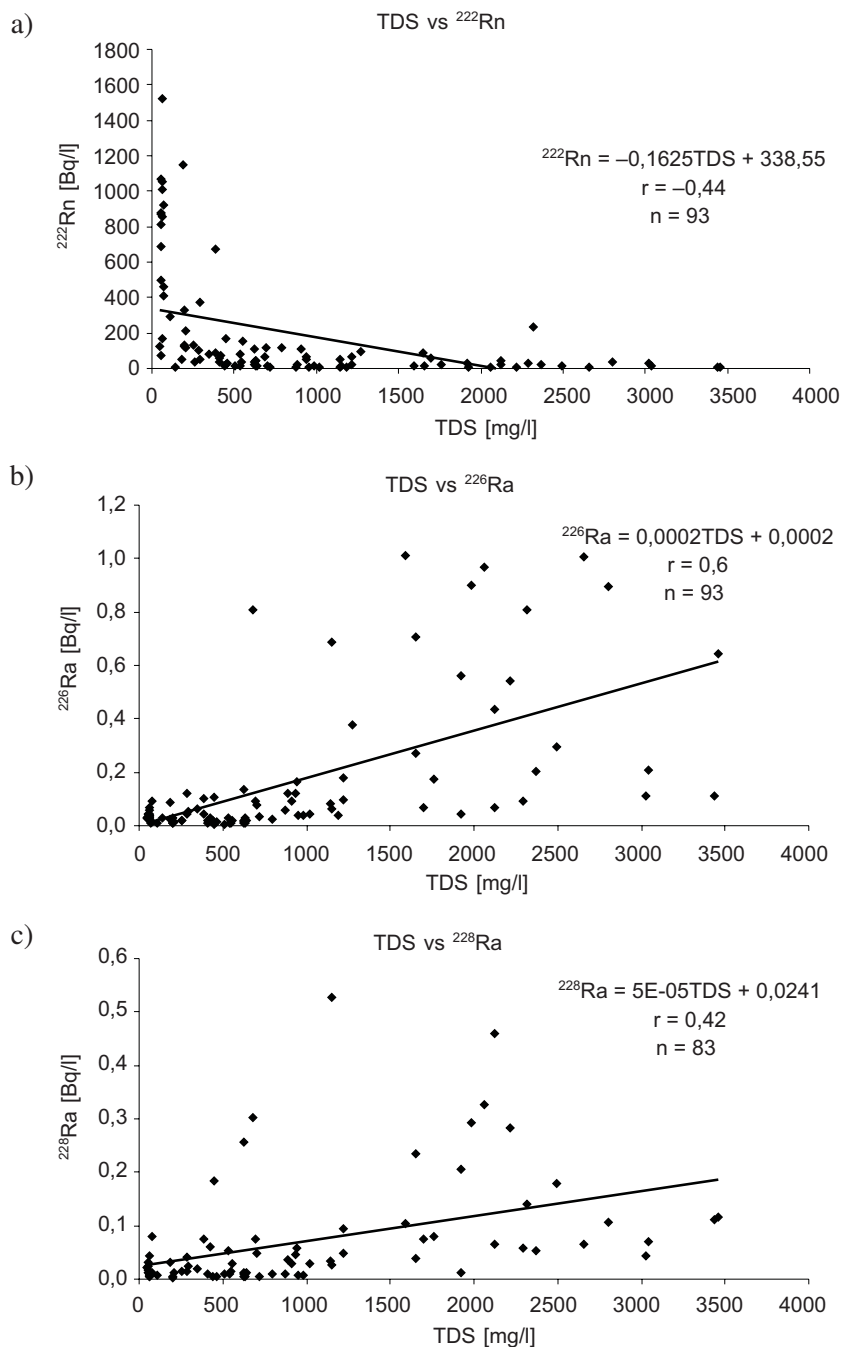 a)
TDS vs ²²²Rn
²²²Rn [Bq/l]
1800
1600
1400
1200
1000
800
600
400
200
0
²²²Rn = –0,1625TDS + 338,55
r = –0,44
n = 93
0 500 1000 1500 2000 2500 3000 3500 4000
TDS [mg/l]
b)
TDS vs ²²⁶Ra
²²⁶Ra [Bq/l]
1,2
1,0
0,8
0,6
0,4
0,2
0,0
²²⁶Ra = 0,0002TDS + 0,0002
r = 0,6
n = 93
0 500 1000 1500 2000 2500 3000 3500 4000
TDS [mg/l]
c)
TDS vs ²²⁸Ra
²²⁸Ra [Bq/l]
0,6
0,5
0,4
0,3
0,2
0,1
0,0
²²⁸Ra = 5E-05TDS + 0,0241
r = 0,42
n = 83
0 500 1000 1500 2000 2500 3000 3500 4000
TDS [mg/l]